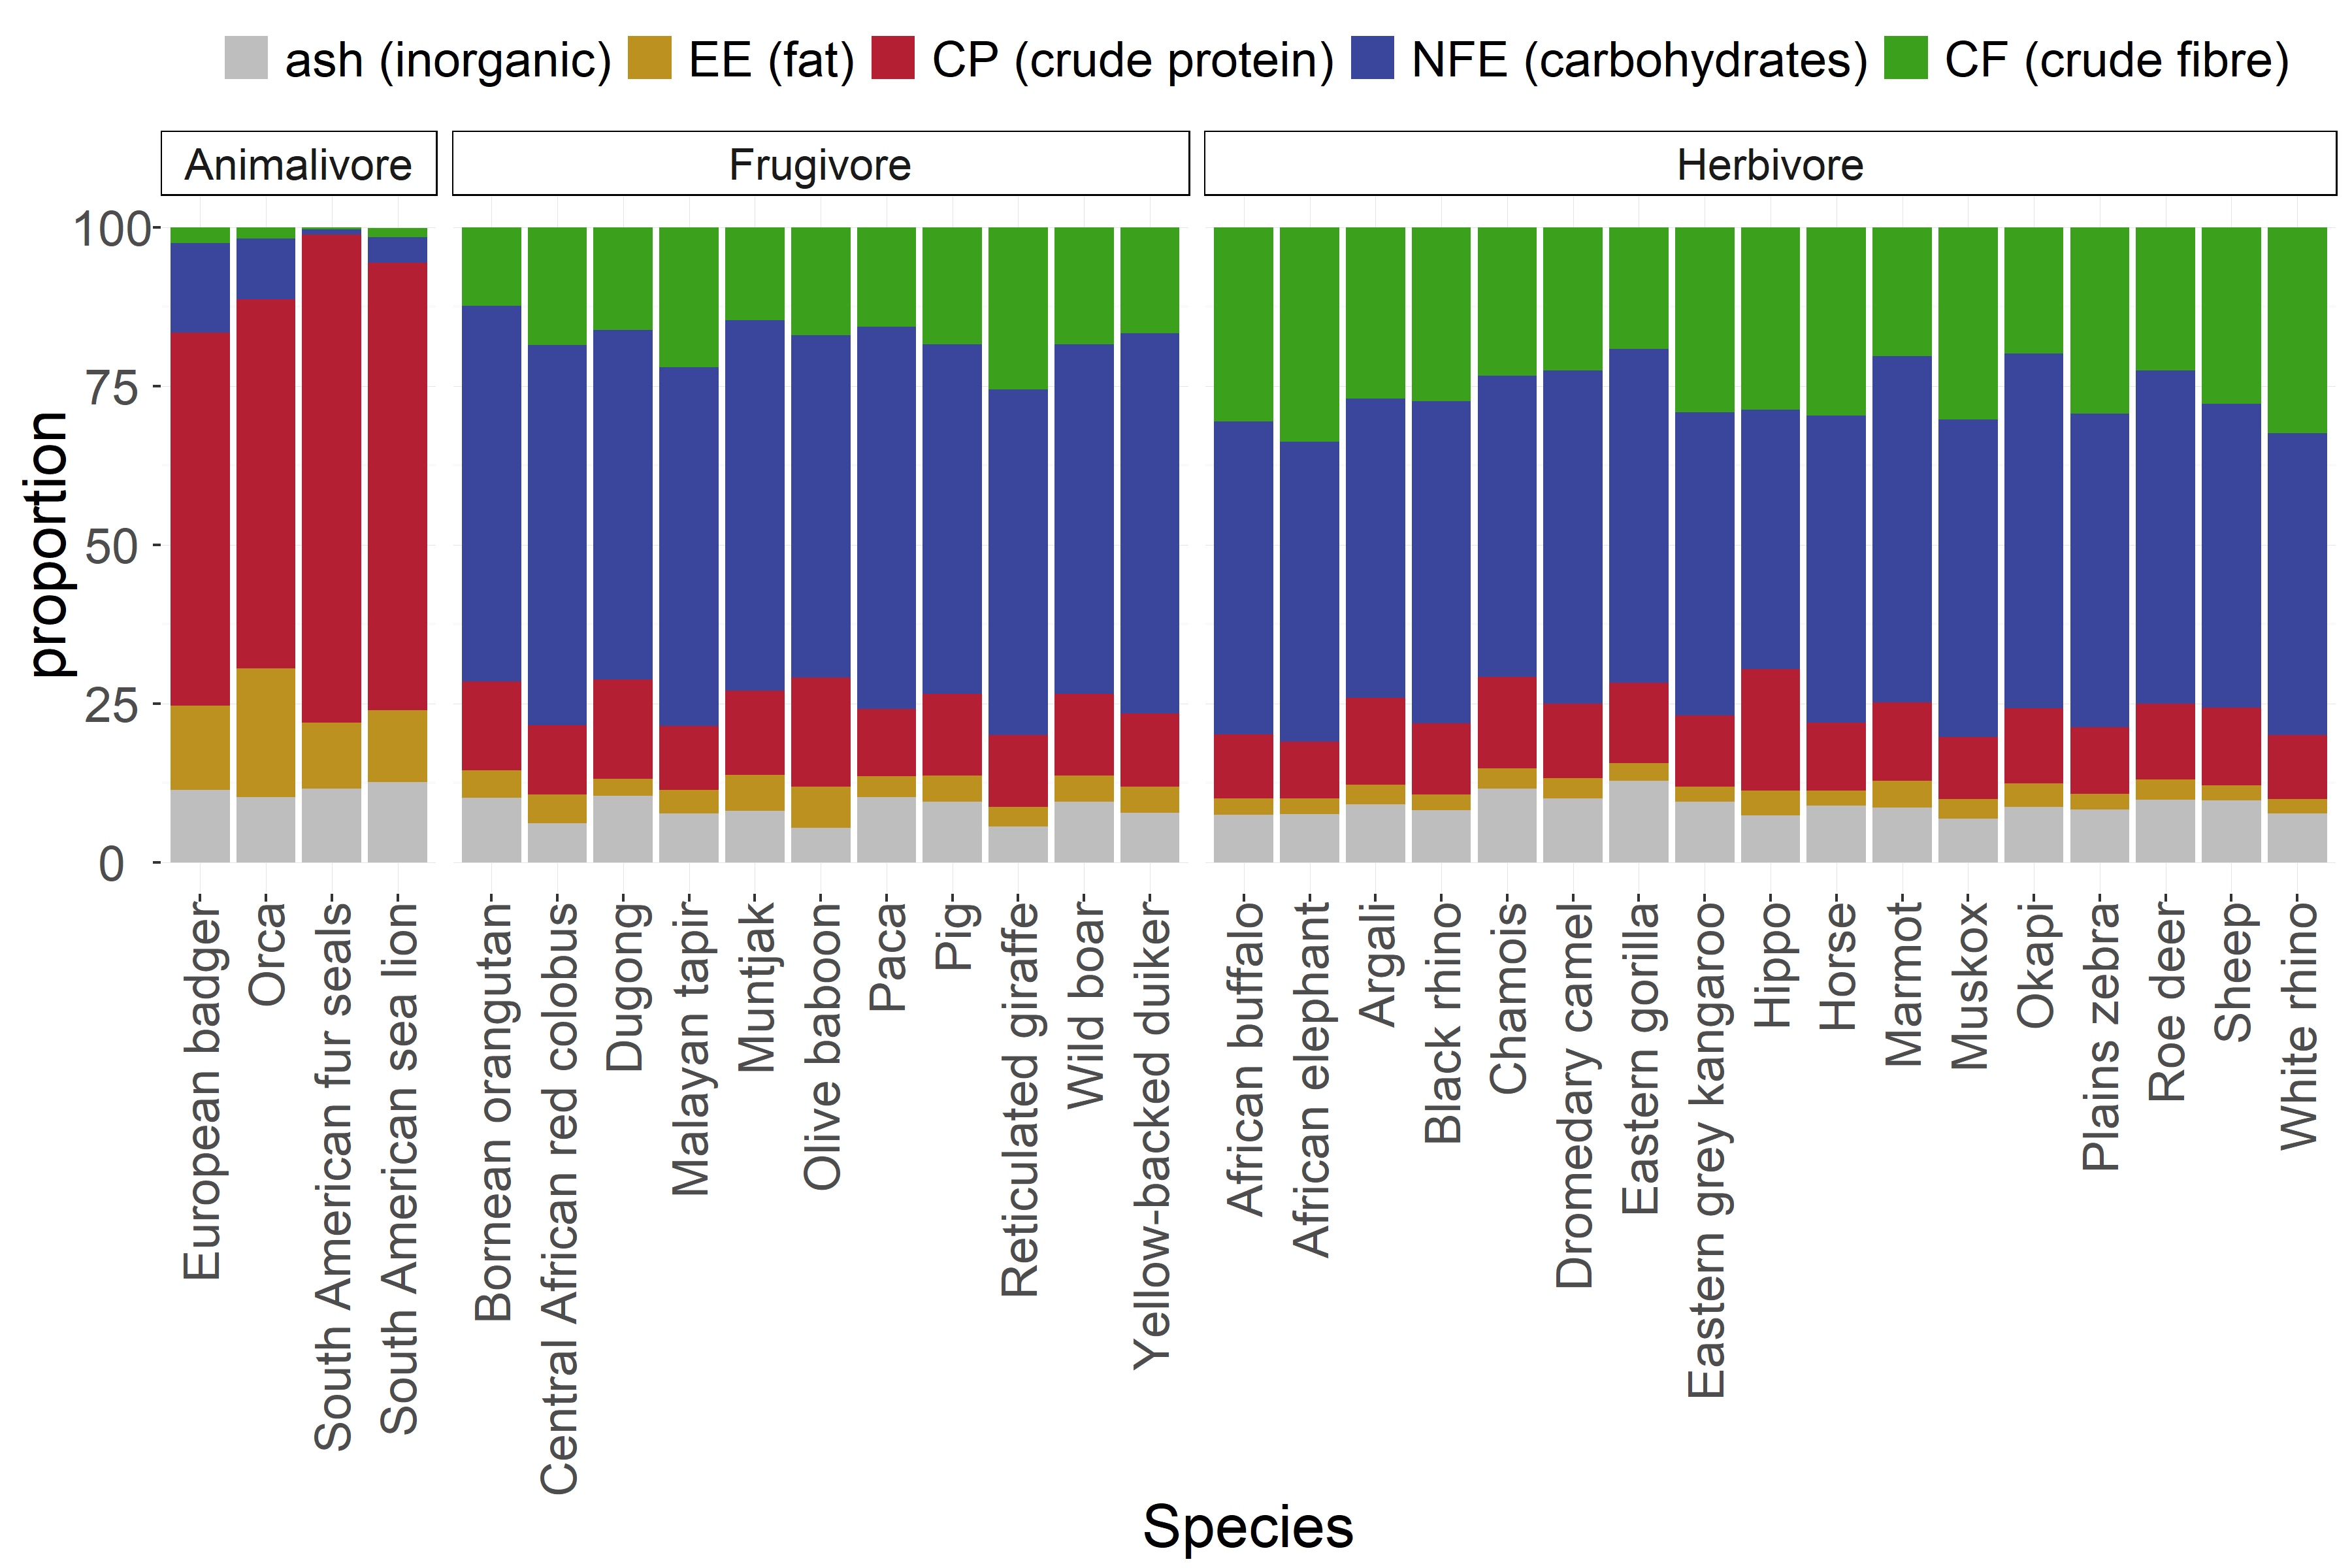 ash (inorganic) EE (fat) CP (crude protein) NFE (carbohydrates) CF (crude fibre)
Animalivore Frugivore Herbivore
100
75
50
25
0
proportion
European badger
Orca
South American fur seals
South American sea lion
Bornean orangutan
Central African red colobus
Dugong
Malayan tapir
Muntjak
Olive baboon
Paca
Pig
Reticulated giraffe
Wild boar
Yellow-backed duiker
African buffalo
African elephant
Argali
Black rhino
Chamois
Dromedary camel
Eastern gorilla
Eastern grey kangaroo
Hippo
Horse
Marmot
Muskox
Okapi
Plains zebra
Roe deer
Sheep
White rhino
Species